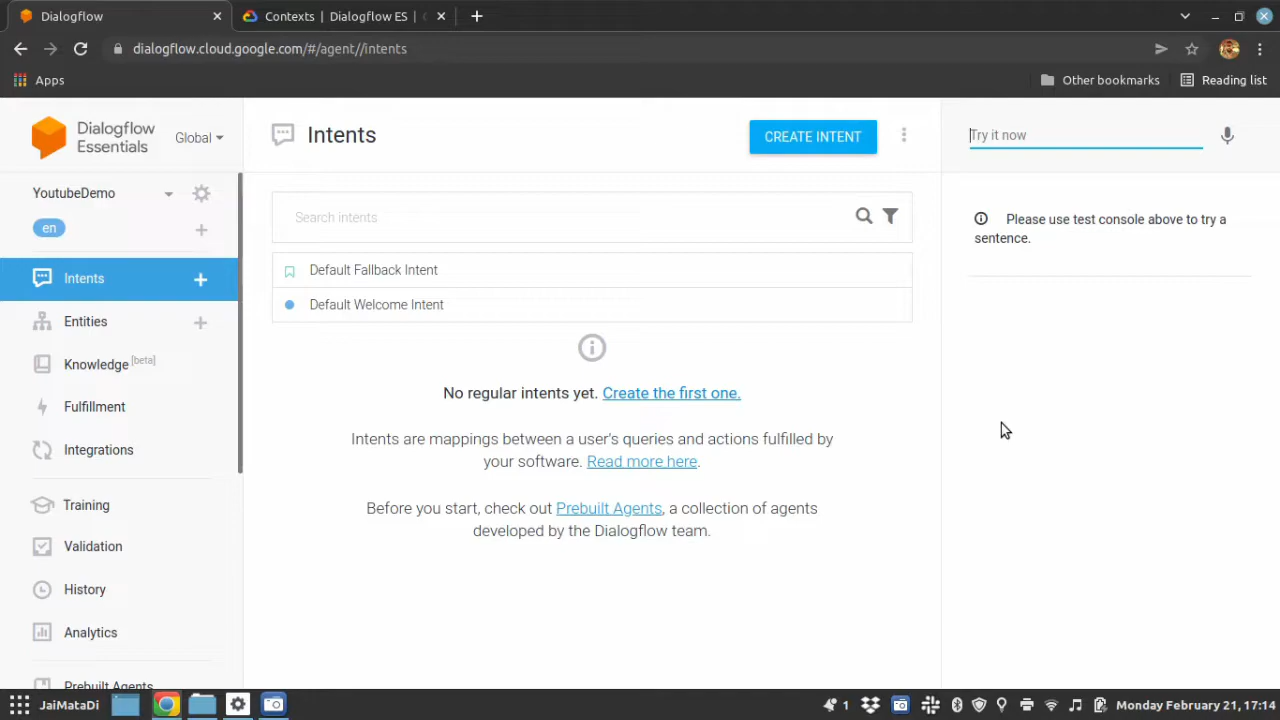 Dialogflow
Contexts | Dialogflow ES |
dialogflow.cloud.google.com/#/agent//intents
Apps
Other bookmarks
Reading list
Dialogflow
Essentials
Global
Intents
CREATE INTENT
Try it now
YoutubeDemo
en
Search intents
Please use test console above to try a
sentence.
Intents
Default Fallback Intent
Default Welcome Intent
Entities
Knowledge [beta]
Fulfillment
Integrations
No regular intents yet. Create the first one.
Intents are mappings between a user's queries and actions fulfilled by
your software. Read more here.
Before you start, check out Prebuilt Agents, a collection of agents
developed by the Dialogflow team.
Training
Validation
History
Analytics
Prebuilt Agents
JaiMataDi
1
Monday February 21, 17:14